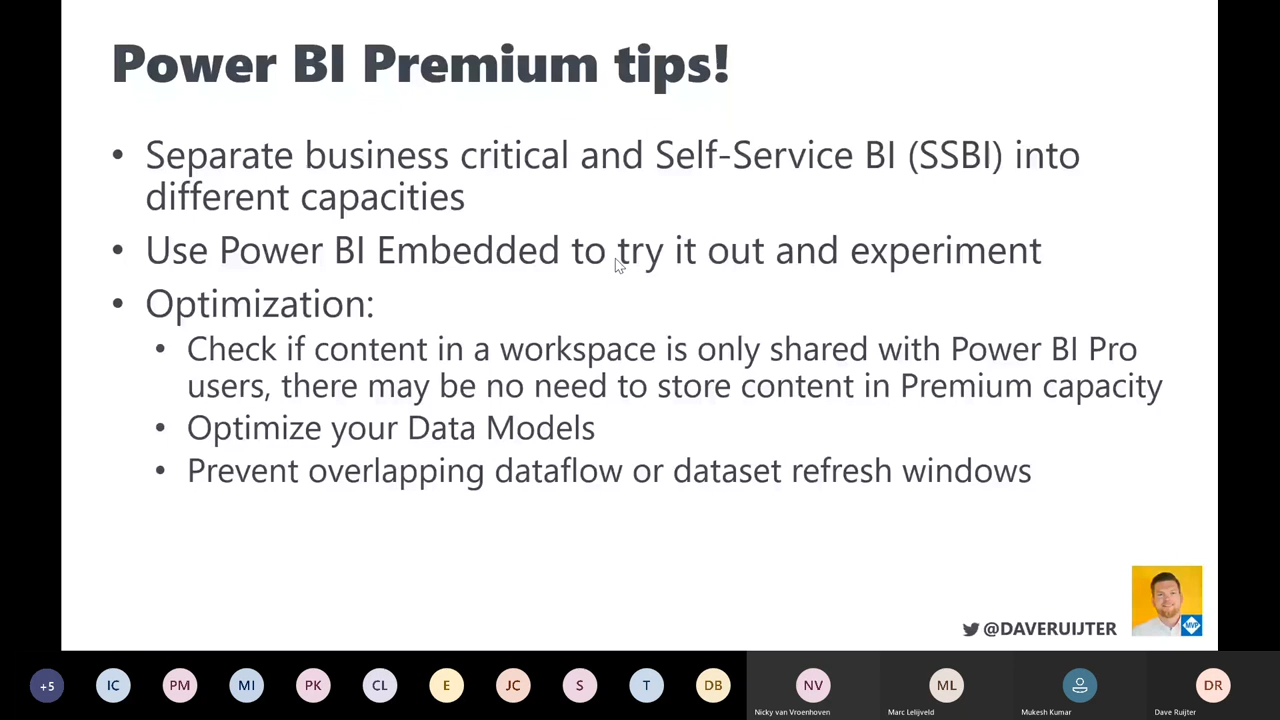 Power BI Premium tips!
• Separate business critical and Self-Service BI (SSBI) into
different capacities
• Use Power BI Embedded to try it out and experiment
• Optimization:
• Check if content in a workspace is only shared with Power BI Pro
users, there may be no need to store content in Premium capacity
• Optimize your Data Models
• Prevent overlapping dataflow or dataset refresh windows
MVP
@DAVERUIJTER
+5 IC PM MI PK CL E JC S T DB NV ML DR
Nicky van Vroenhoven Marc Lelijveld Mukesh Kumar Dave Ruijter